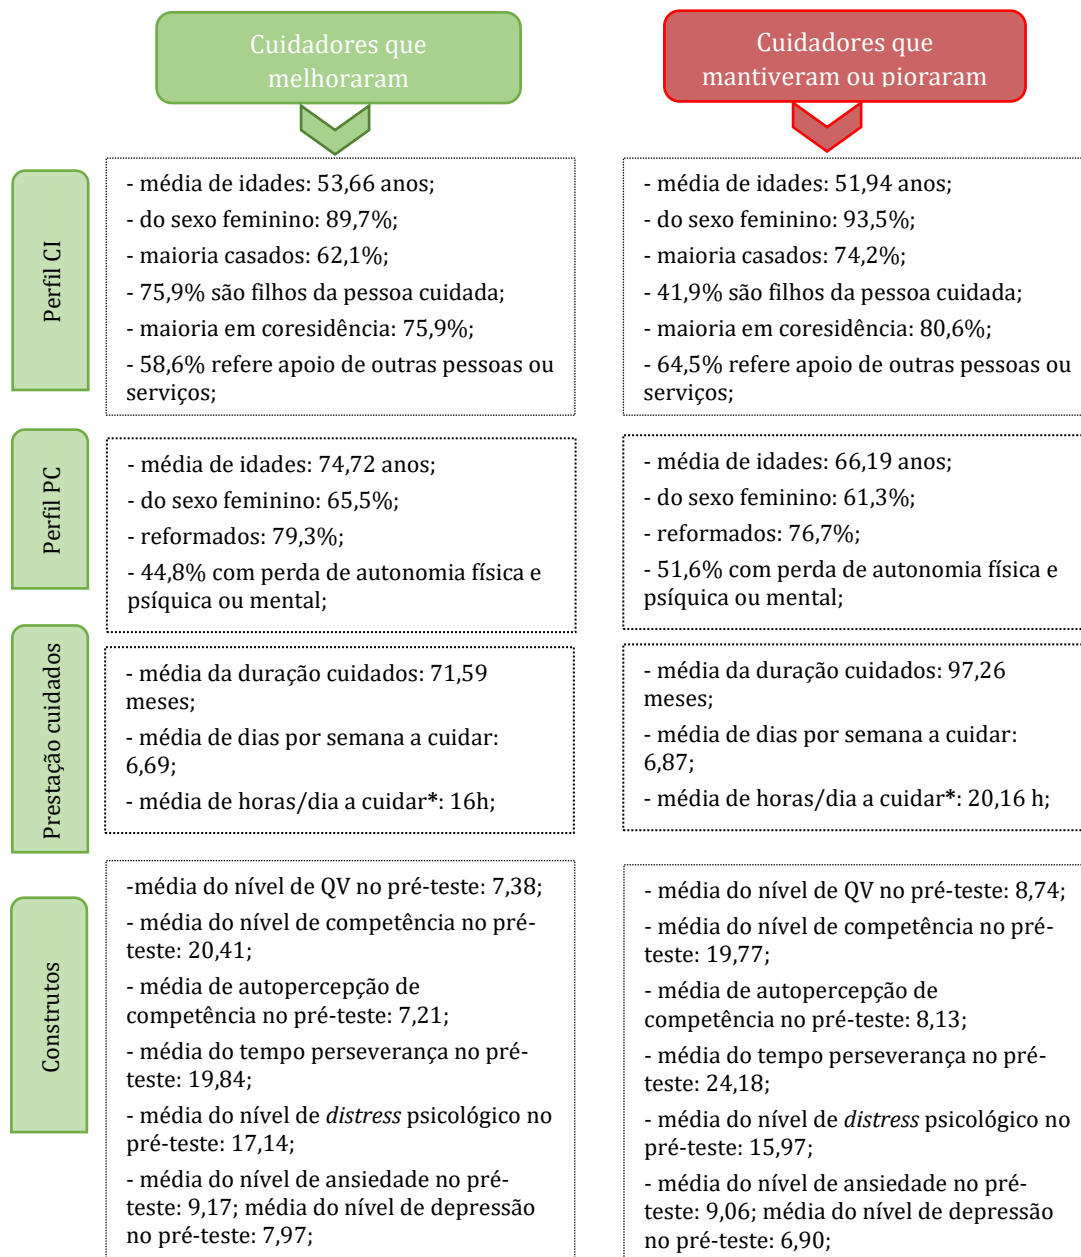 Cuidadores que
melhoraram
Cuidadores que
mantiveram ou pioraram
Perfil CI
- média de idades: 53,66 anos;
- do sexo feminino: 89,7%;
- maioria casados: 62,1%;
- 75,9% são filhos da pessoa cuidada;
- maioria em coresidência: 75,9%;
- 58,6% refere apoio de outras pessoas ou
serviços;
- média de idades: 51,94 anos;
- do sexo feminino: 93,5%;
- maioria casados: 74,2%;
- 41,9% são filhos da pessoa cuidada;
- maioria em coresidência: 80,6%;
- 64,5% refere apoio de outras pessoas ou
serviços;
Perfil PC
- média de idades: 74,72 anos;
- do sexo feminino: 65,5%;
- reformados: 79,3%;
- 44,8% com perda de autonomia física e
psíquica ou mental;
- média de idades: 66,19 anos;
- do sexo feminino: 61,3%;
- reformados: 76,7%;
- 51,6% com perda de autonomia física e
psíquica ou mental;
Prestação cuidados
- média da duração cuidados: 71,59
meses;
- média de dias por semana a cuidar:
6,69;
- média de horas/dia a cuidar*: 16h;
- média da duração cuidados: 97,26
meses;
- média de dias por semana a cuidar:
6,87;
- média de horas/dia a cuidar*: 20,16 h;
Construtos
-média do nível de QV no pré-teste: 7,38;
- média do nível de competência no pré-
teste: 20,41;
- média de autopercepção de
competência no pré-teste: 7,21;
- média do tempo perseverança no pré-
teste: 19,84;
- média do nível de distress psicológico no
pré-teste: 17,14;
- média do nível de ansiedade no pré-
teste: 9,17; média do nível de depressão
no pré-teste: 7,97;
- média do nível de QV no pré-teste: 8,74;
- média do nível de competência no pré-
teste: 19,77;
- média de autopercepção de
competência no pré-teste: 8,13;
- média do tempo perseverança no pré-
teste: 24,18;
- média do nível de distress psicológico no
pré-teste: 15,97;
- média do nível de ansiedade no pré-
teste: 9,06; média do nível de depressão
no pré-teste: 6,90;